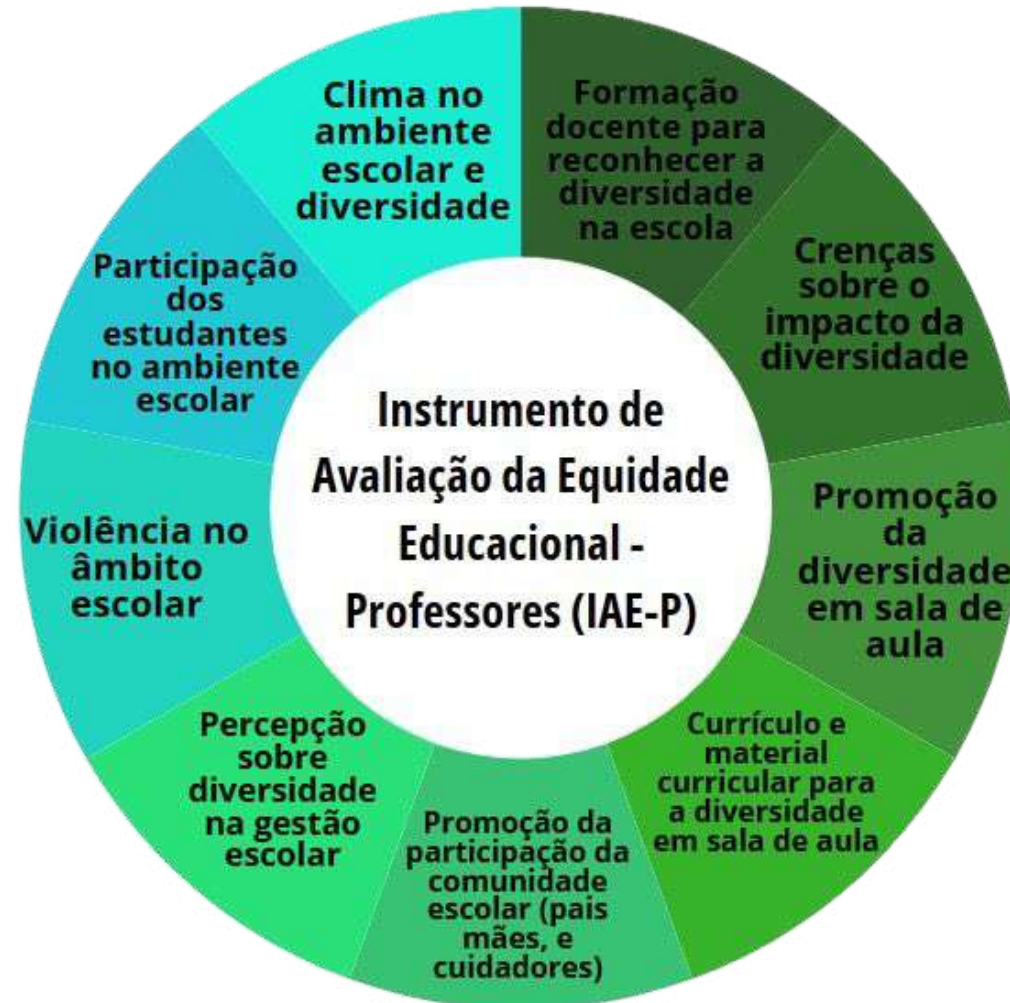 Clima no
ambiente
escolar e
diversidade
Formação
docente para
reconhecer a
diversidade
na escola
Crenças
sobre o
impacto da
diversidade
Promoção
da
diversidade
em sala de
aula
Currículo e
material
curricular para
a diversidade
em sala de aula
Promoção da
participação da
comunidade
escolar (pais
mães, e
cuidadores)
Percepção
sobre
diversidade
na gestão
escolar
Violência no
âmbito
escolar
Participação
dos
estudantes
no ambiente
escolar
Instrumento de
Avaliação da Equidade
Educacional -
Professores (IAE-P)